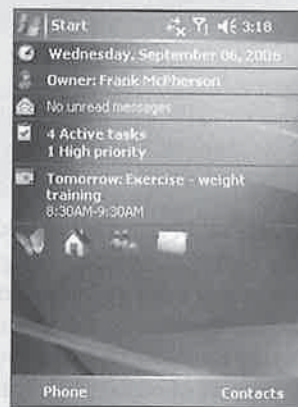 Start 3:18
Wednesday, September 06, 2006
Owner: Frank McPherson
No unread messages
4 Active tasks
1 High priority
Tomorrow: Exercise - weight
training
8:30AM-9:30AM
Phone Contacts